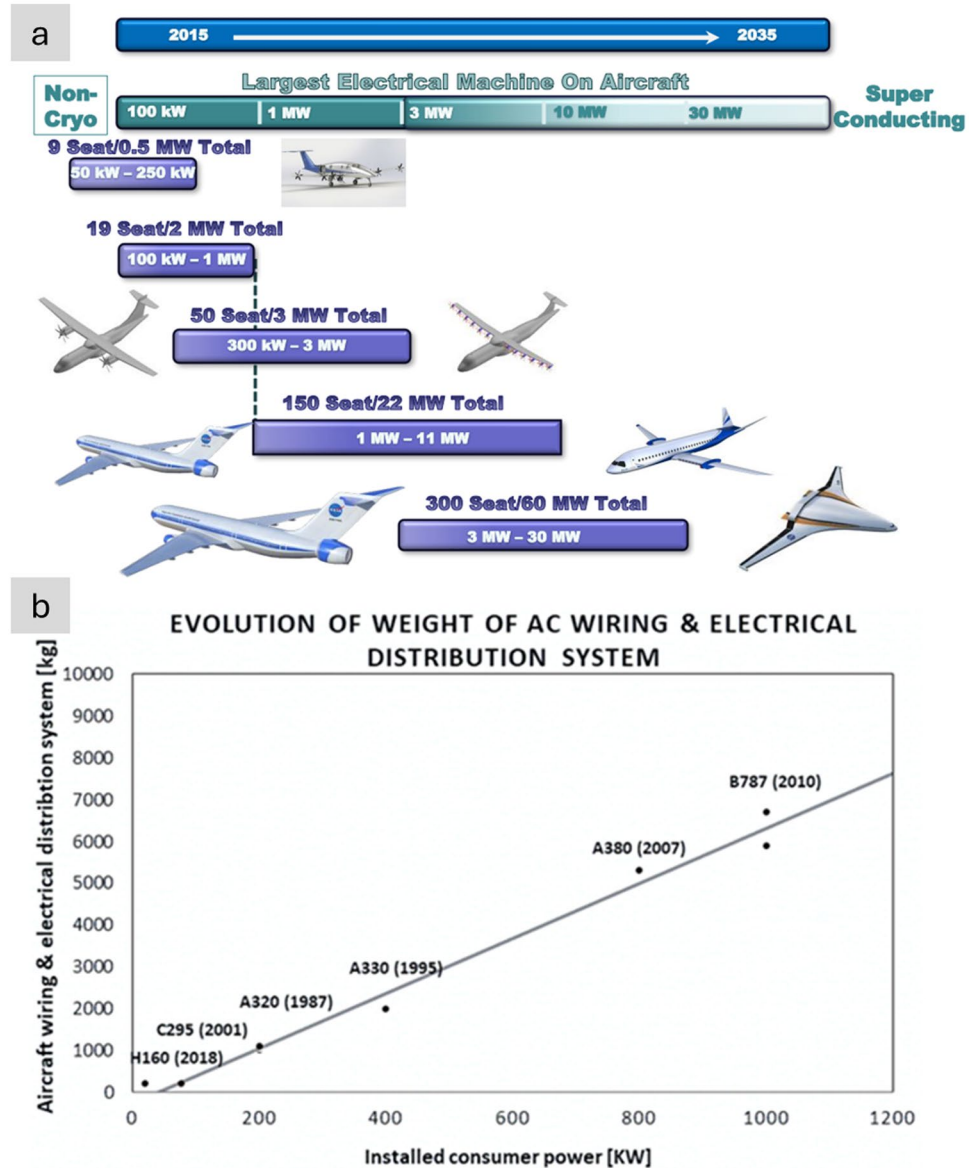 a
2015
2035
Largest Electrical Machine On Aircraft
Non-
Cryo
100 kW
1 MW
3 MW
10 MW
30 MW
Super
Conducting
9 Seat/0.5 MW Total
50 kW – 250 kW
19 Seat/2 MW Total
100 kW – 1 MW
50 Seat/3 MW Total
300 kW – 3 MW
150 Seat/22 MW Total
1 MW – 11 MW
300 Seat/60 MW Total
3 MW – 30 MW
b
EVOLUTION OF WEIGHT OF AC WIRING & ELECTRICAL
DISTRIBUTION SYSTEM
Aircraft wiring & electrical distribtion system [kg]
10000
9000
8000
7000
6000
5000
4000
3000
2000
1000
0
B787 (2010)
A380 (2007)
A330 (1995)
A320 (1987)
C295 (2001)
H160 (2018)
0
200
400
600
800
1000
1200
Installed consumer power [KW]